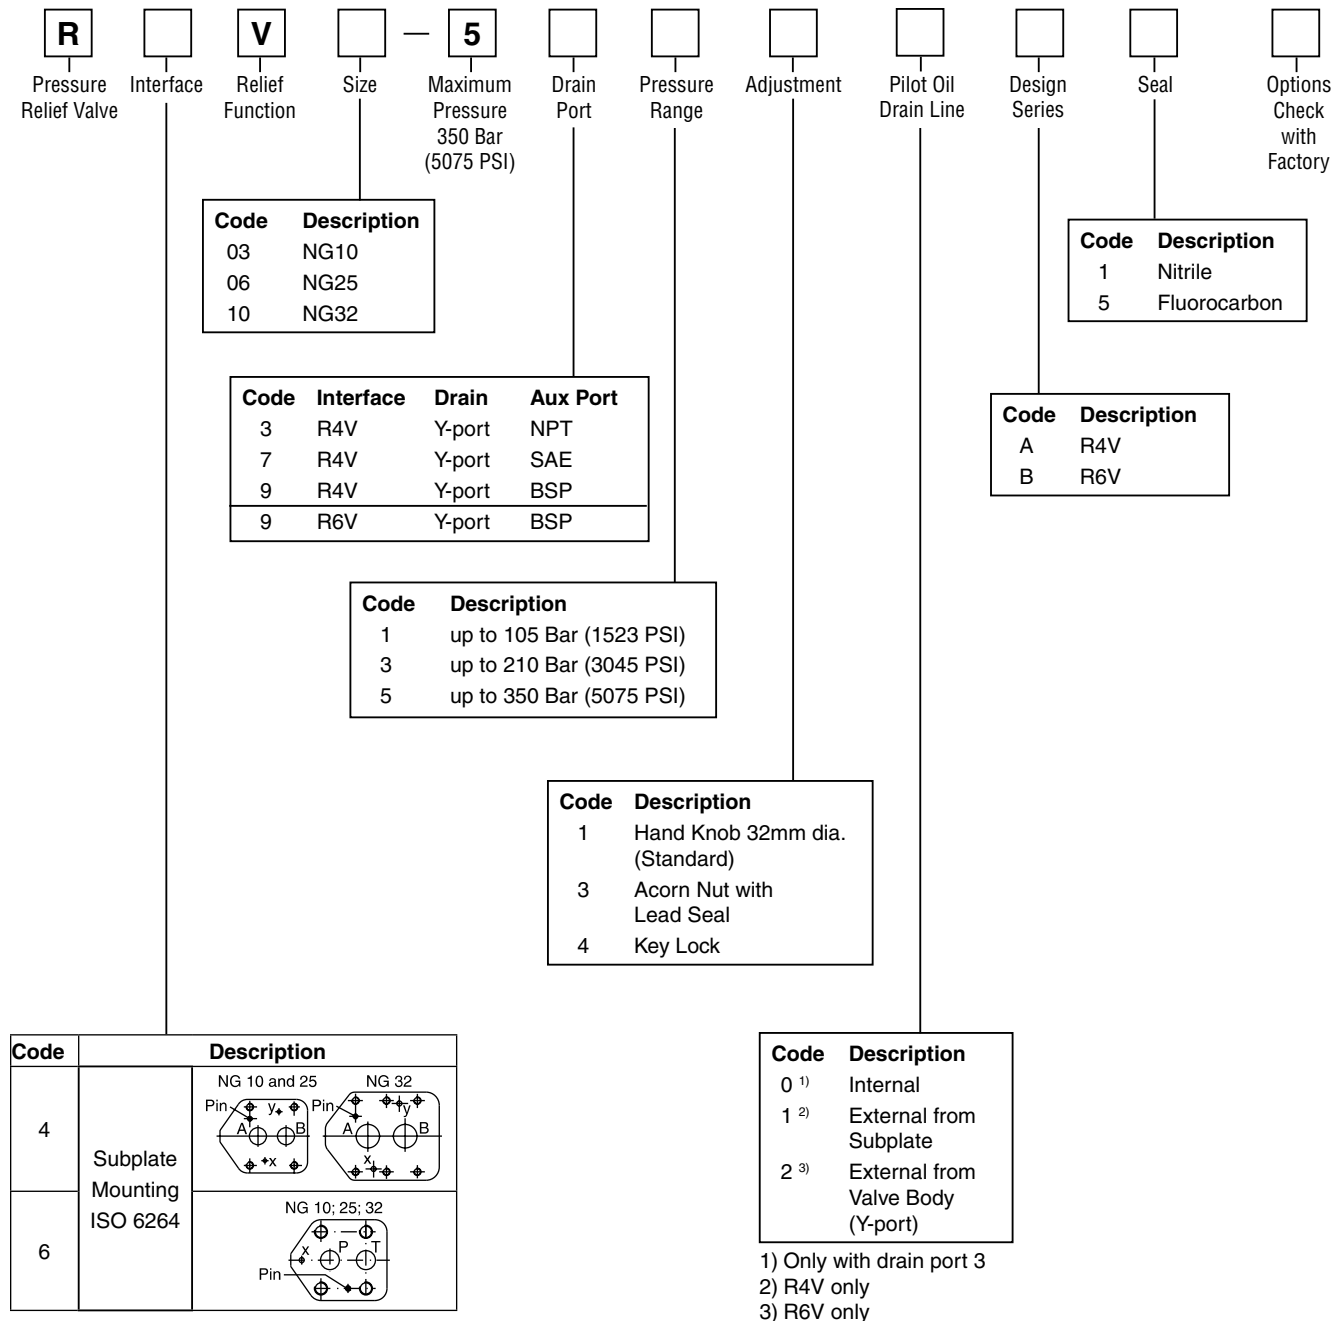 R V — 5
Pressure Relief Valve
Interface
Relief Function
Size
Maximum Pressure 350 Bar (5075 PSI)
Drain Port
Pressure Range
Adjustment
Pilot Oil Drain Line
Design Series
Seal
Options Check with Factory
Code Description
03 NG10
06 NG25
10 NG32
Code Description
1 Nitrile
5 Fluorocarbon
Code Interface Drain Aux Port
3 R4V Y-port NPT
7 R4V Y-port SAE
9 R4V Y-port BSP
9 R6V Y-port BSP
Code Description
A R4V
B R6V
Code Description
1 up to 105 Bar (1523 PSI)
3 up to 210 Bar (3045 PSI)
5 up to 350 Bar (5075 PSI)
Code Description
1 Hand Knob 32mm dia.
(Standard)
3 Acorn Nut with
Lead Seal
4 Key Lock
Code Description
4
Subplate
Mounting
ISO 6264
NG 10 and 25
Pin y A B x
NG 32
Pin y A B x
6
NG 10; 25; 32
x P T
Pin
Code Description
0 1) Internal
1 2) External from
Subplate
2 3) External from
Valve Body
(Y-port)
1) Only with drain port 3
2) R4V only
3) R6V only